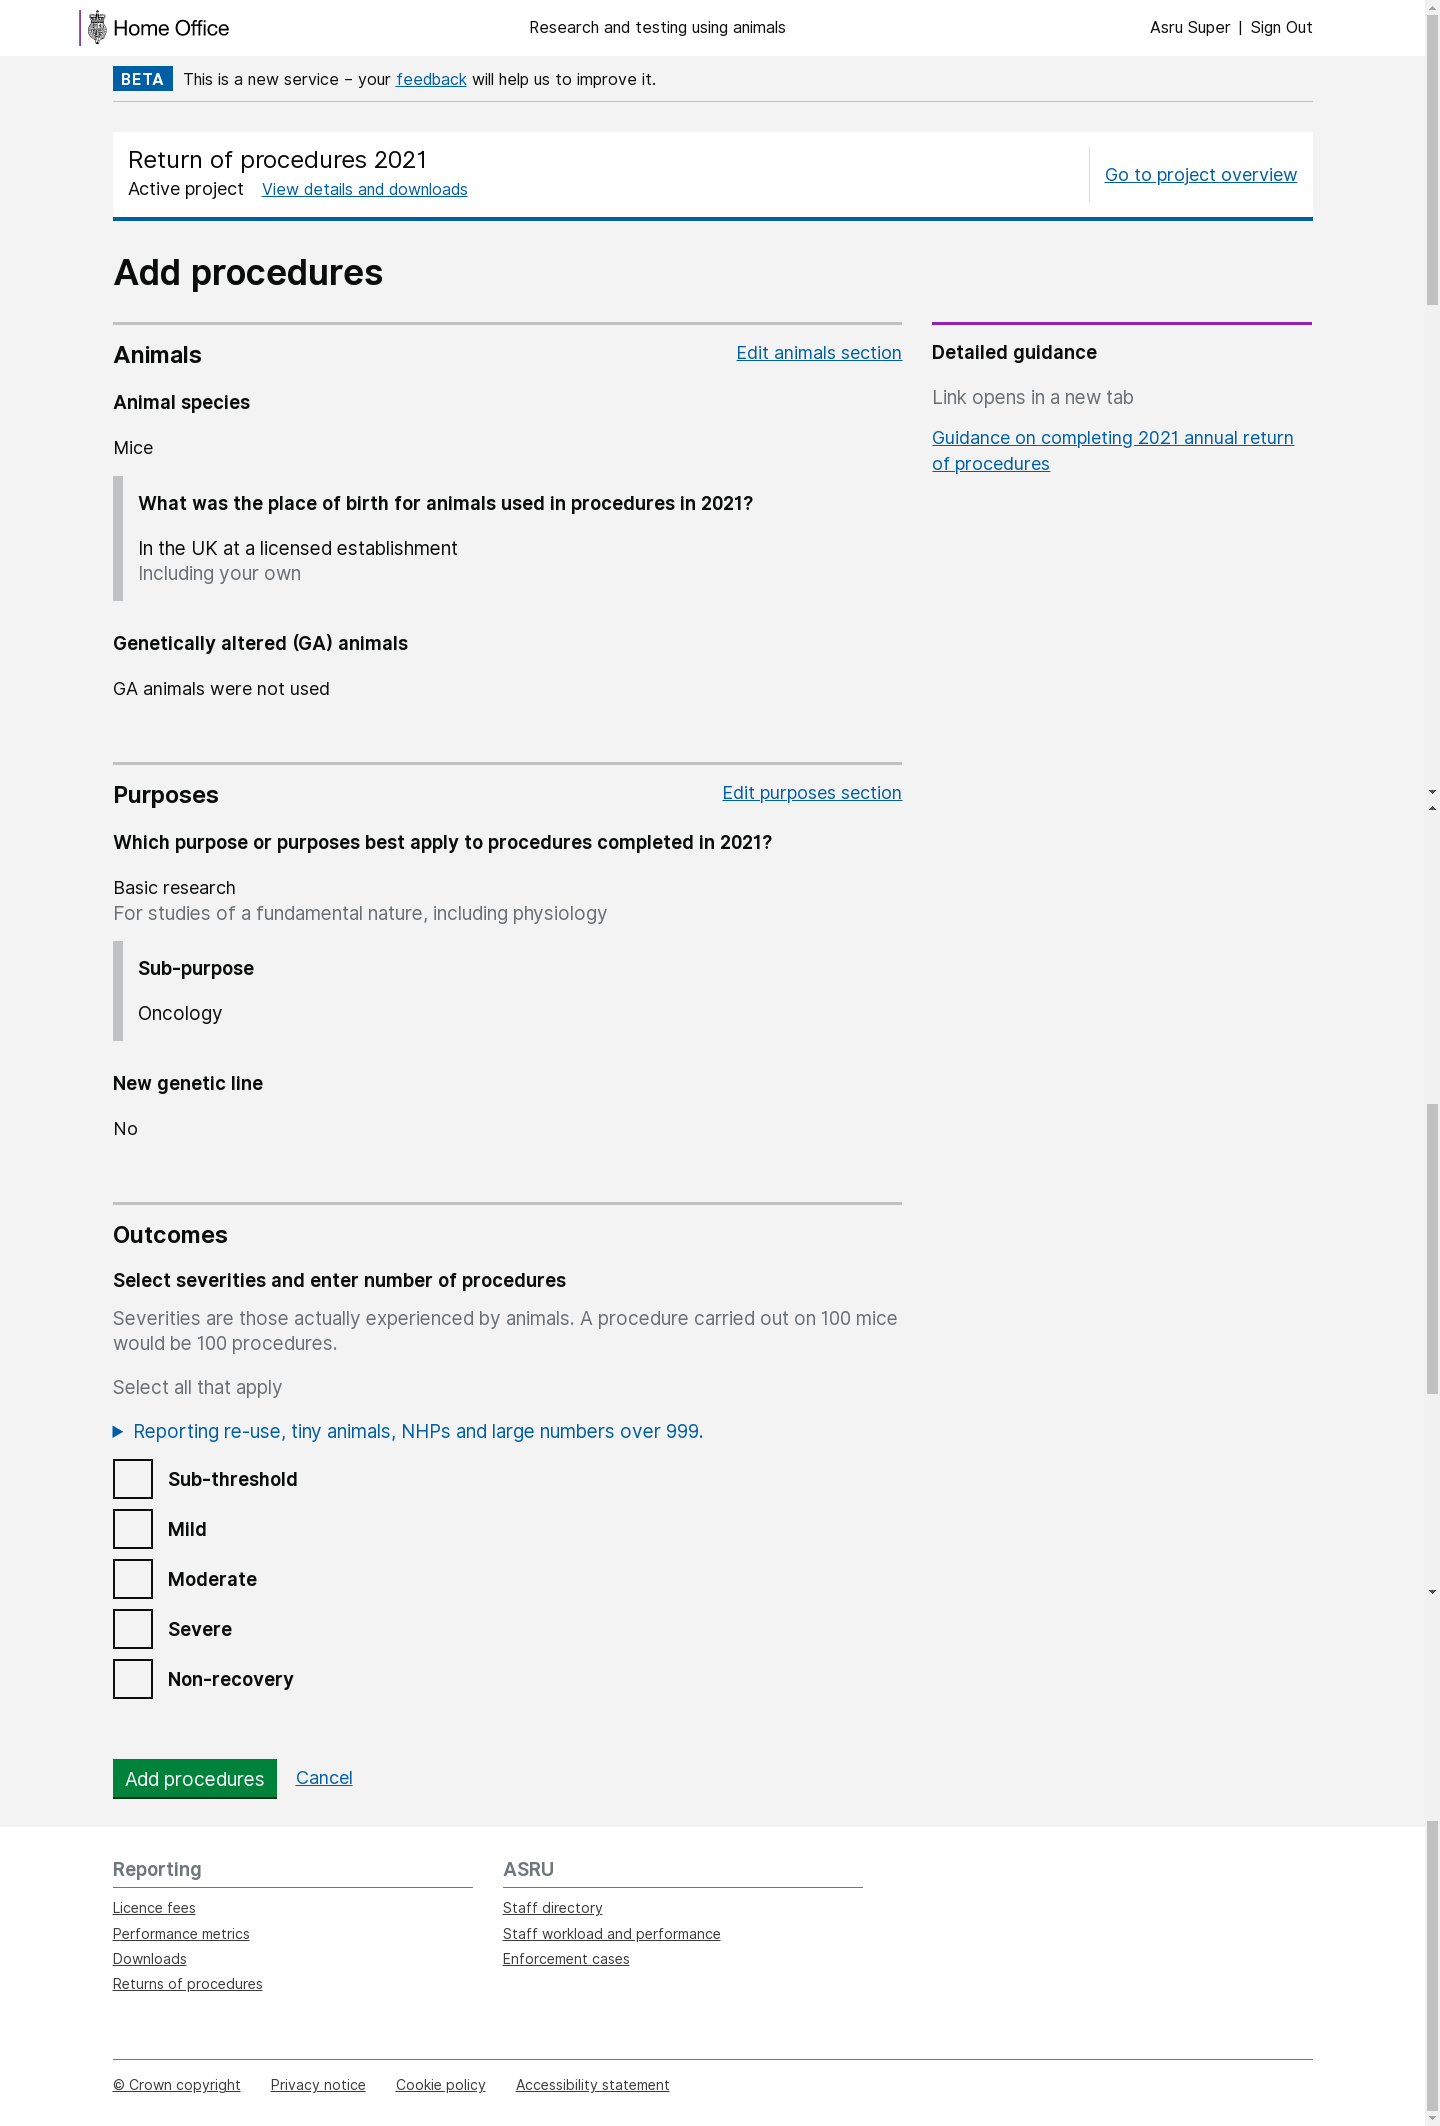 Home Office
Research and testing using animals
Asru Super | Sign Out
BETA This is a new service – your feedback will help us to improve it.
Return of procedures 2021
Active project View details and downloads
Go to project overview
Add procedures
Animals
Edit animals section
Animal species
Mice
What was the place of birth for animals used in procedures in 2021?
In the UK at a licensed establishment
Including your own
Genetically altered (GA) animals
GA animals were not used
Detailed guidance
Link opens in a new tab
Guidance on completing 2021 annual return
of procedures
Purposes
Edit purposes section
Which purpose or purposes best apply to procedures completed in 2021?
Basic research
For studies of a fundamental nature, including physiology
Sub-purpose
Oncology
New genetic line
No
Outcomes
Select severities and enter number of procedures
Severities are those actually experienced by animals. A procedure carried out on 100 mice
would be 100 procedures.
Select all that apply
Reporting re-use, tiny animals, NHPs and large numbers over 999.
Sub-threshold
Mild
Moderate
Severe
Non-recovery
Add procedures
Cancel
Reporting
Licence fees
Performance metrics
Downloads
Returns of procedures
ASRU
Staff directory
Staff workload and performance
Enforcement cases
© Crown copyright Privacy notice Cookie policy Accessibility statement